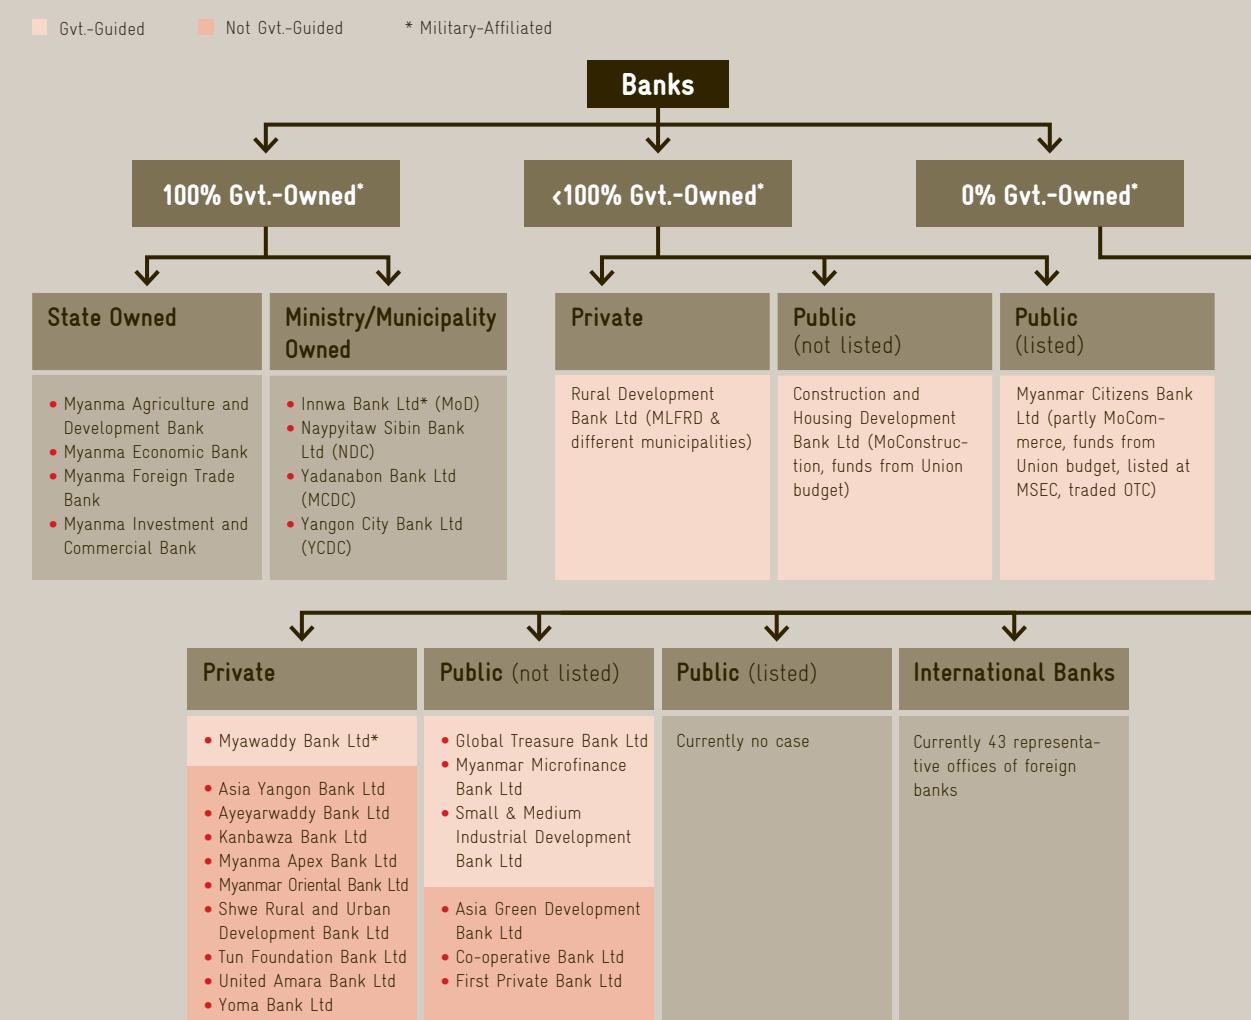 Gvt.-Guided
Not Gvt.-Guided
* Military-Affiliated
Banks
100% Gvt.-Owned*
<100% Gvt.-Owned*
0% Gvt.-Owned*
State Owned
Ministry/Municipality
Owned
Private
Public
(not listed)
Public
(listed)
• Myanma Agriculture and
Development Bank
• Myanma Economic Bank
• Myanma Foreign Trade
Bank
• Myanma Investment and
Commercial Bank
• Innwa Bank Ltd* (MoD)
• Naypyitaw Sibin Bank
Ltd (NDC)
• Yadanabon Bank Ltd
(MCDC)
• Yangon City Bank Ltd
(YCDC)
Rural Development
Bank Ltd (MLFRD &
different municipalities)
Construction and
Housing Development
Bank Ltd (MoConstruc-
tion, funds from Union
budget)
Myanmar Citizens Bank
Ltd (partly MoCom-
merce, funds from
Union budget, listed at
MSEC, traded OTC)
Private
Public (not listed)
Public (listed)
International Banks
• Myawaddy Bank Ltd*
• Asia Yangon Bank Ltd
• Ayeyarwaddy Bank Ltd
• Kanbawza Bank Ltd
• Myanma Apex Bank Ltd
• Myanmar Oriental Bank Ltd
• Shwe Rural and Urban
Development Bank Ltd
• Tun Foundation Bank Ltd
• United Amara Bank Ltd
• Yoma Bank Ltd
• Global Treasure Bank Ltd
• Myanmar Microfinance
Bank Ltd
• Small & Medium
Industrial Development
Bank Ltd
• Asia Green Development
Bank Ltd
• Co-operative Bank Ltd
• First Private Bank Ltd
Currently no case
Currently 43 representa-
tive offices of foreign
banks